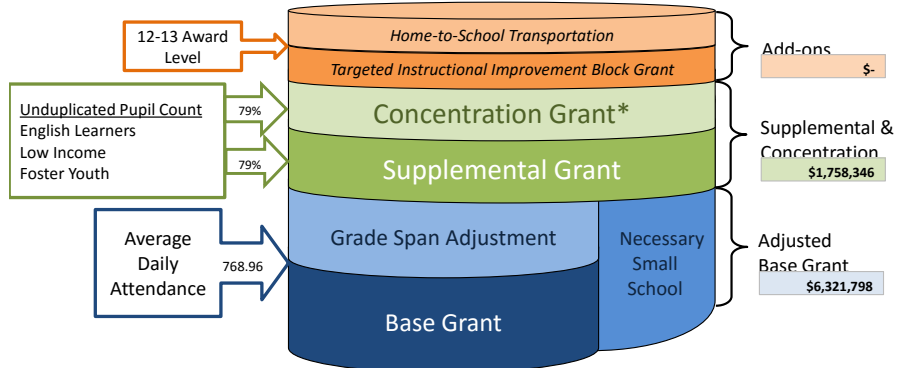 12-13 Award
Level
Home-to-School Transportation
Targeted Instructional Improvement Block Grant
Add-ons
$-
Unduplicated Pupil Count
English Learners
Low Income
Foster Youth
79%
79%
Concentration Grant*
Supplemental Grant
Supplemental &
Concentration
$1,758,346
Average
Daily
Attendance
768.96
Grade Span Adjustment
Base Grant
Necessary
Small
School
Adjusted
Base Grant
$6,321,798